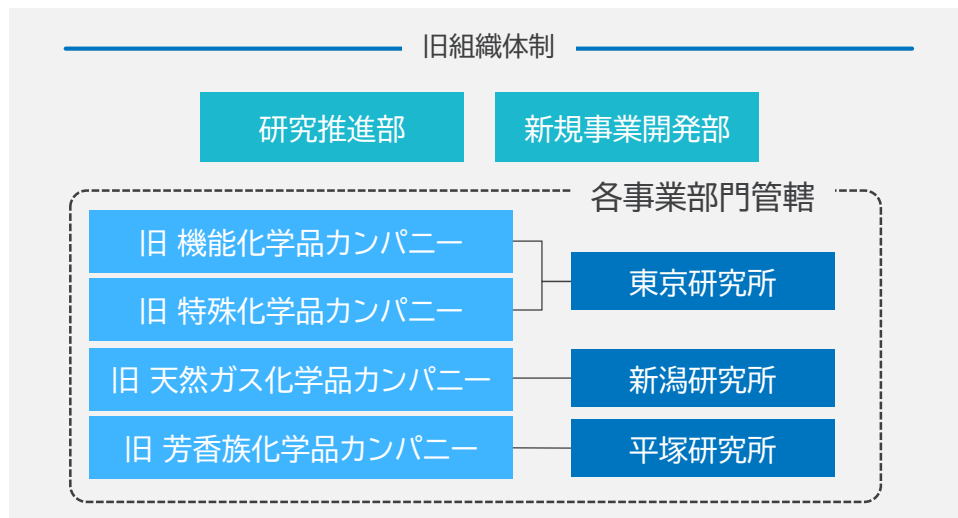 旧組織体制
研究推進部
新規事業開発部
各事業部門管轄
旧 機能化学品カンパニー
旧 特殊化学品カンパニー
東京研究所
旧 天然ガス化学品カンパニー
新潟研究所
旧 芳香族化学品カンパニー
平塚研究所